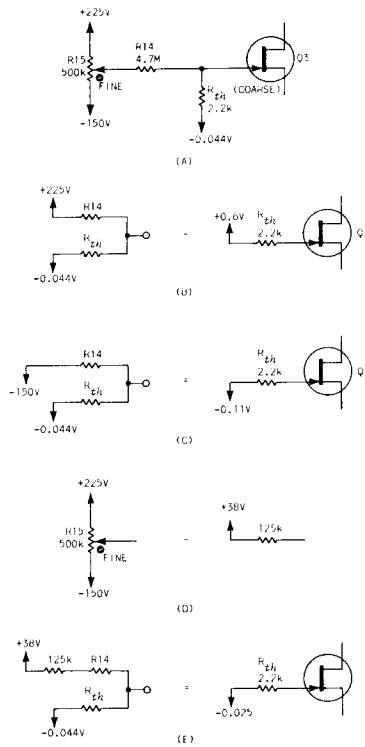 +225V
R14
4.7M
R15
500k
FINE
Q3
(COARSE)
Rth
2.2k
-150V
-0.044V
(A)
+225V
R14
Rth
-0.044V
+0.6V
Rth
2.2k
Q
(B)
R14
-150V
Rth
-0.044V
=
Rth
2.2k
Q
-0.11V
(C)
+225V
R15
500k
FINE
-150V
+38V
125k
(D)
+38V
125k R14
Rth
-0.044V
=
Rth
2.2k
-0.025
(E)